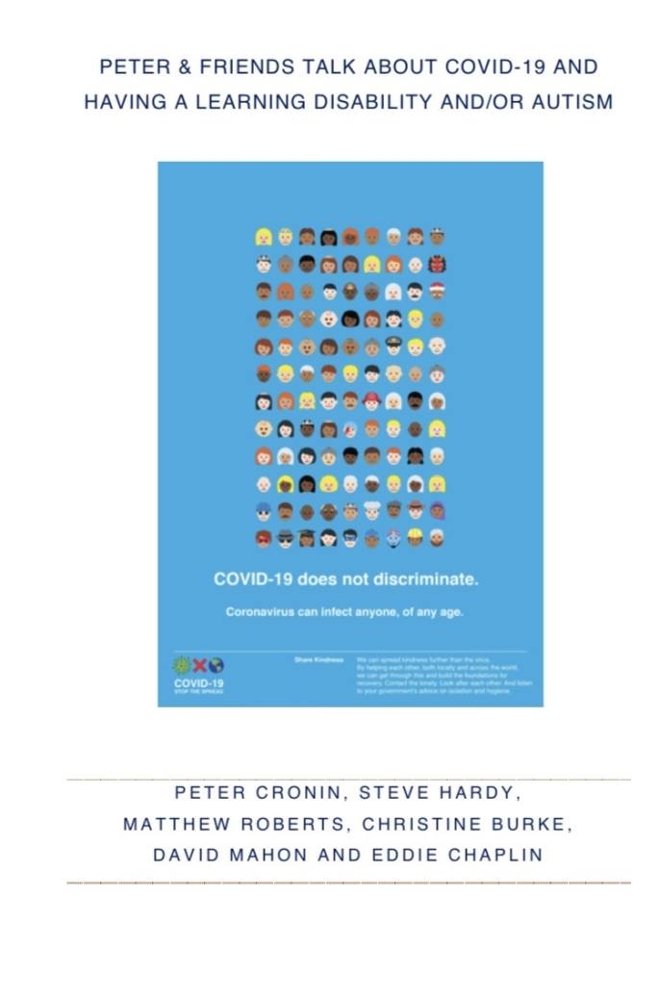 PETER & FRIENDS TALK ABOUT COVID-19 AND
HAVING A LEARNING DISABILITY AND/OR AUTISM
COVID-19 does not discriminate.
Coronavirus can infect anyone, of any age.
COVID-19
STOP THE SPREAD
Share Kindness
We can spread kindness further than the virus.
By helping each other, both locally and across the world,
we can get through this and build the foundations for
recovery. Contact the lonely. Look after each other. And listen
to your government's advice on isolation and hygiene.
PETER CRONIN, STEVE HARDY,
MATTHEW ROBERTS, CHRISTINE BURKE,
DAVID MAHON AND EDDIE CHAPLIN